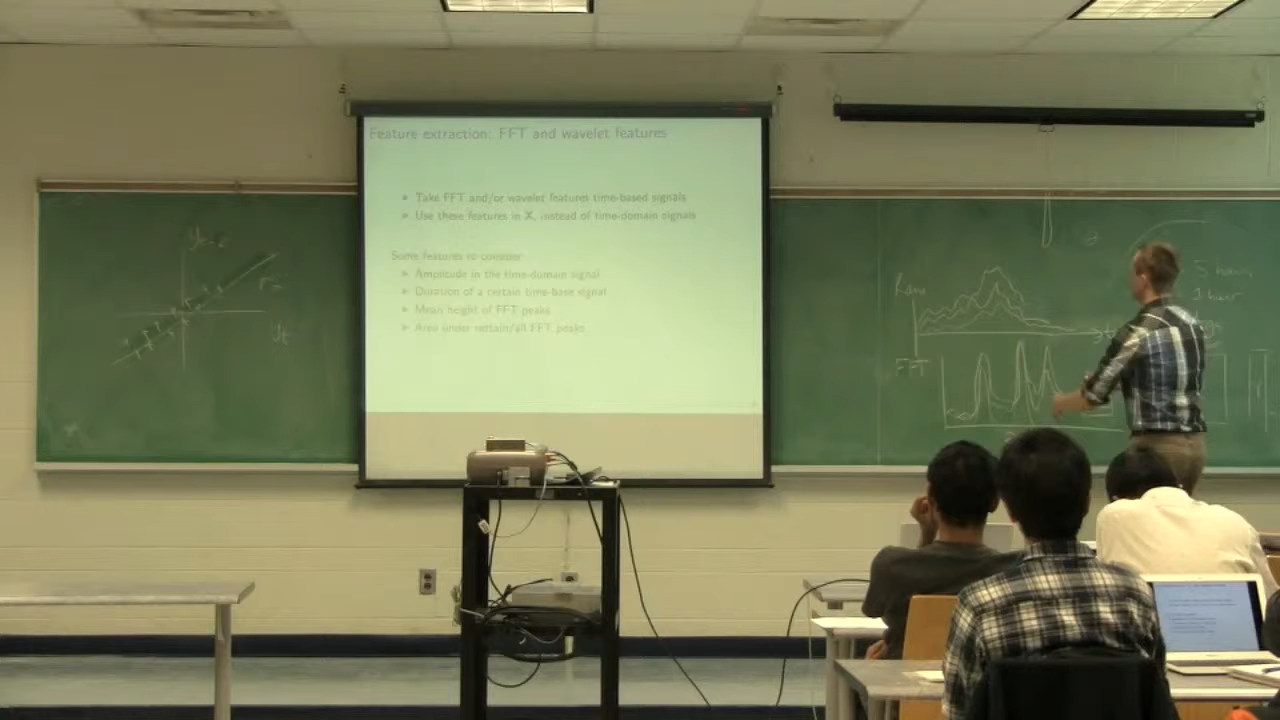 Feature extraction: FFT and wavelet features
Take FFT and/or wavelet features time-based signals
Use these features in X, instead of time-domain signals
Some features to consider:
Amplitude in the time-domain signal
Duration of a certain time-base signal
Mean height of FFT peaks
Area under certain/all FFT peaks
Raw
FFT